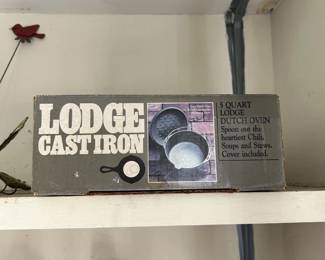 LODGE
CAST IRON
5 QUART
LODGE
DUTCH OVEN
Spoon out the
heartiest Chili,
Soups and Stews.
Cover included.